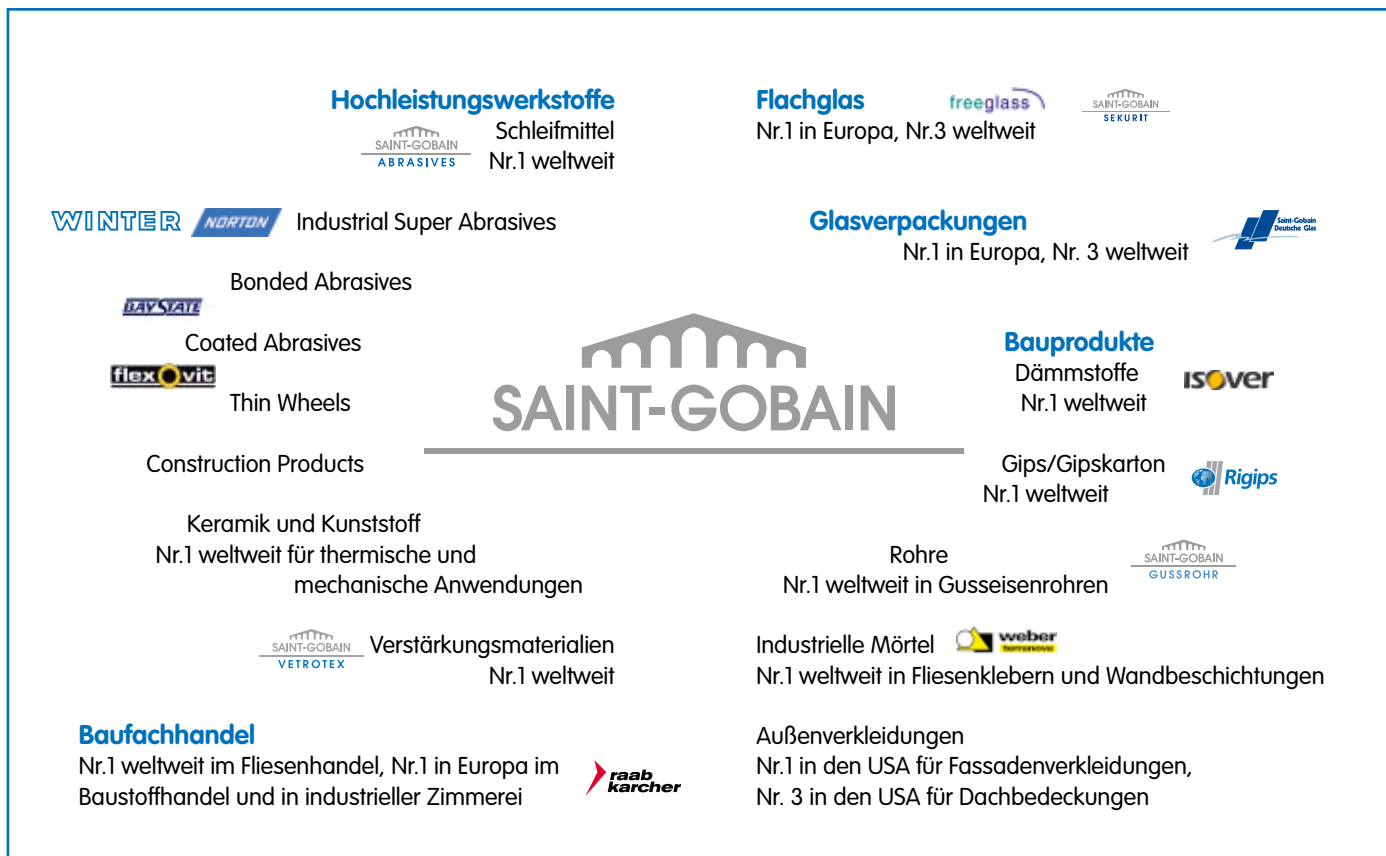 Hochleistungswerkstoffe
SAINT-GOBAIN
ABRASIVES
Schleifmittel
Nr.1 weltweit
WINTER NORTON Industrial Super Abrasives
Bonded Abrasives
BAY STATE
Coated Abrasives
flexovit
Thin Wheels
Construction Products
Keramik und Kunststoff
Nr.1 weltweit für thermische und
mechanische Anwendungen
SAINT-GOBAIN
VETROTEX
Verstärkungsmaterialien
Nr.1 weltweit
Baufachhandel
Nr.1 weltweit im Fliesenhandel, Nr.1 in Europa im
Baustoffhandel und in industrieller Zimmerei
raab
karcher
SAINT-GOBAIN
Flachglas freeglass
SAINT-GOBAIN
SEKURIT
Nr.1 in Europa, Nr.3 weltweit
Glasverpackungen
Saint-Gobain
Deutsche Glas
Nr.1 in Europa, Nr. 3 weltweit
Bauprodukte
Dämmstoffe
Nr.1 weltweit
ISOVER
Gips/Gipskarton
Nr.1 weltweit
Rigips
Rohre
Nr.1 weltweit in Gusseisenrohren
SAINT-GOBAIN
GUSSROHR
Industrielle Mörtel
weber
terranova
Nr.1 weltweit in Fliesenklebern und Wandbeschichtungen
Außenverkleidungen
Nr.1 in den USA für Fassadenverkleidungen,
Nr. 3 in den USA für Dachbedeckungen